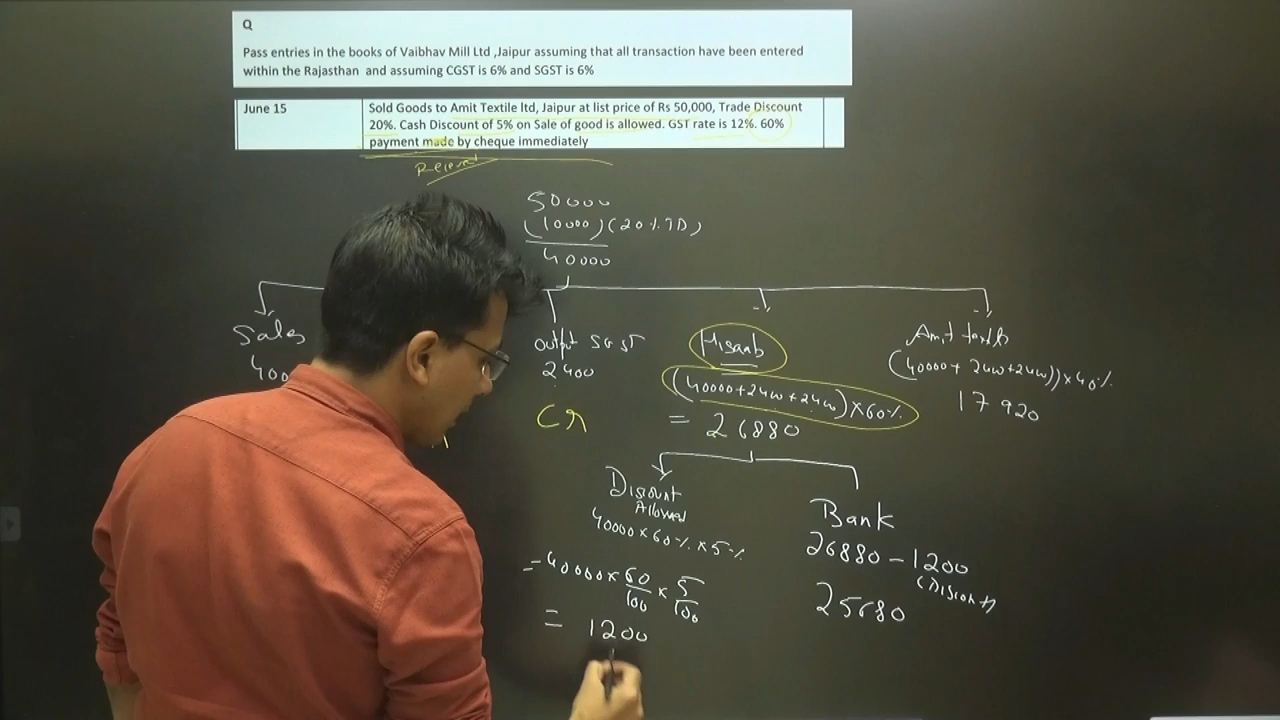 Q
Pass entries in the books of Vaibhav Mill Ltd ,Jaipur assuming that all transaction have been entered
within the Rajasthan and assuming CGST is 6% and SGST is 6%
June 15
Sold Goods to Amit Textile ltd, Jaipur at list price of Rs 50,000, Trade Discount
20%. Cash Discount of 5% on Sale of good is allowed. GST rate is 12%. 60%
payment made by cheque immediately
50000
(10000) (20% TD)
40000
Sales
400
output SGST
2400
Cr
Hisaab
(40000+2400+2400)×60%
= 26880
Amit textile
(40000+2400+2400))×40%
17920
Discount
Allowed
40000×60%×5%
=40000×60/100×5/100
= 1200
Bank
26880-1200
(Discount)
25680